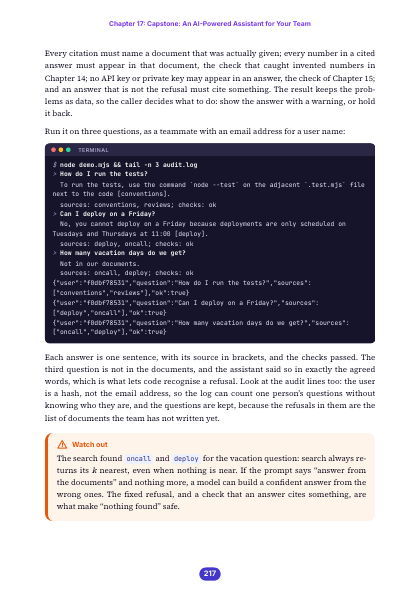 Chapter 17: Capstone: An AI-Powered Assistant for Your Team
Every citation must name a document that was actually given; every number in a cited
answer must appear in that document, the check that caught invented numbers in
Chapter 14; no API key or private key may appear in an answer, the check of Chapter 15;
and an answer that is not the refusal must cite something. The result keeps the prob-
lems as data, so the caller decides what to do: show the answer with a warning, or hold
it back.
Run it on three questions, as a teammate with an email address for a user name:
TERMINAL
$ node demo.mjs && tail -n 3 audit.log
> How do I run the tests?
To run the tests, use the command `node --test` on the adjacent `.test.mjs` file
next to the code [conventions].
sources: conventions, reviews; checks: ok
> Can I deploy on a Friday?
No, you cannot deploy on a Friday because deployments are only scheduled on
Tuesdays and Thursdays at 11:00 [deploy].
sources: deploy, oncall; checks: ok
> How many vacation days do we get?
Not in our documents.
sources: oncall, deploy; checks: ok
{"user":"f0dbf78531","question":"How do I run the tests?","sources":
["conventions","reviews"],"ok":true}
{"user":"f0dbf78531","question":"Can I deploy on a Friday?","sources":
["deploy","oncall"],"ok":true}
{"user":"f0dbf78531","question":"How many vacation days do we get?","sources":
["oncall","deploy"],"ok":true}
Each answer is one sentence, with its source in brackets, and the checks passed. The
third question is not in the documents, and the assistant said so in exactly the agreed
words, which is what lets code recognise a refusal. Look at the audit lines too: the user
is a hash, not the email address, so the log can count one person's questions without
knowing who they are, and the questions are kept, because the refusals in them are the
list of documents the team has not written yet.
Watch out
The search found oncall and deploy for the vacation question: search always re-
turns its k nearest, even when nothing is near. If the prompt says "answer from
the documents" and nothing more, a model can build a confident answer from the
wrong ones. The fixed refusal, and a check that an answer cites something, are
what make "nothing found" safe.
217